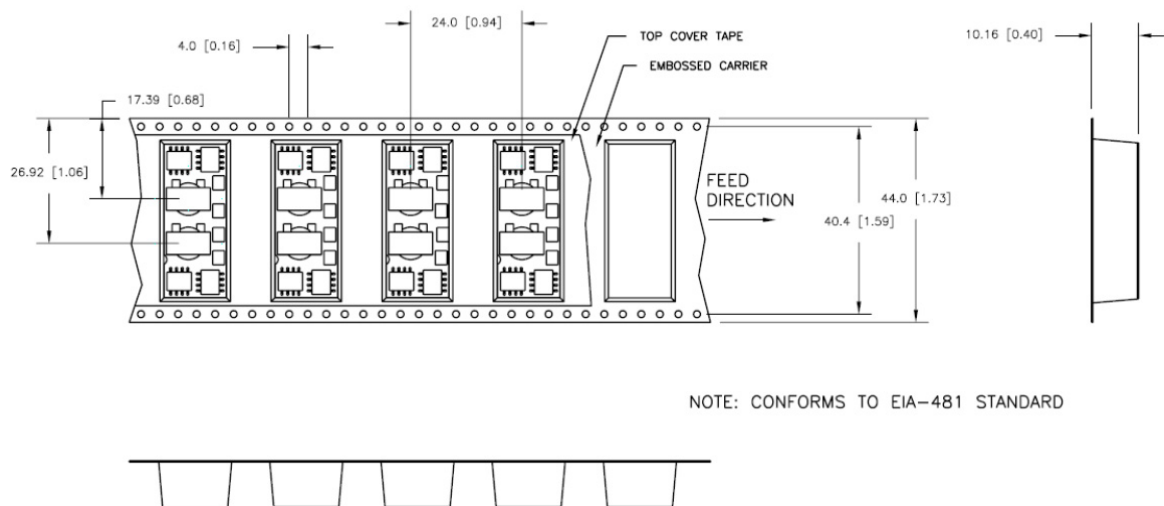 24.0 [0.94]
10.16 [0.40]
TOP COVER TAPE
4.0 [0.16]
EMBOSSED CARRIER
17.39 [0.68]
26.92 [1.06]
FEED
DIRECTION
44.0 [1.73]
40.4 [1.59]
NOTE: CONFORMS TO EIA-481 STANDARD